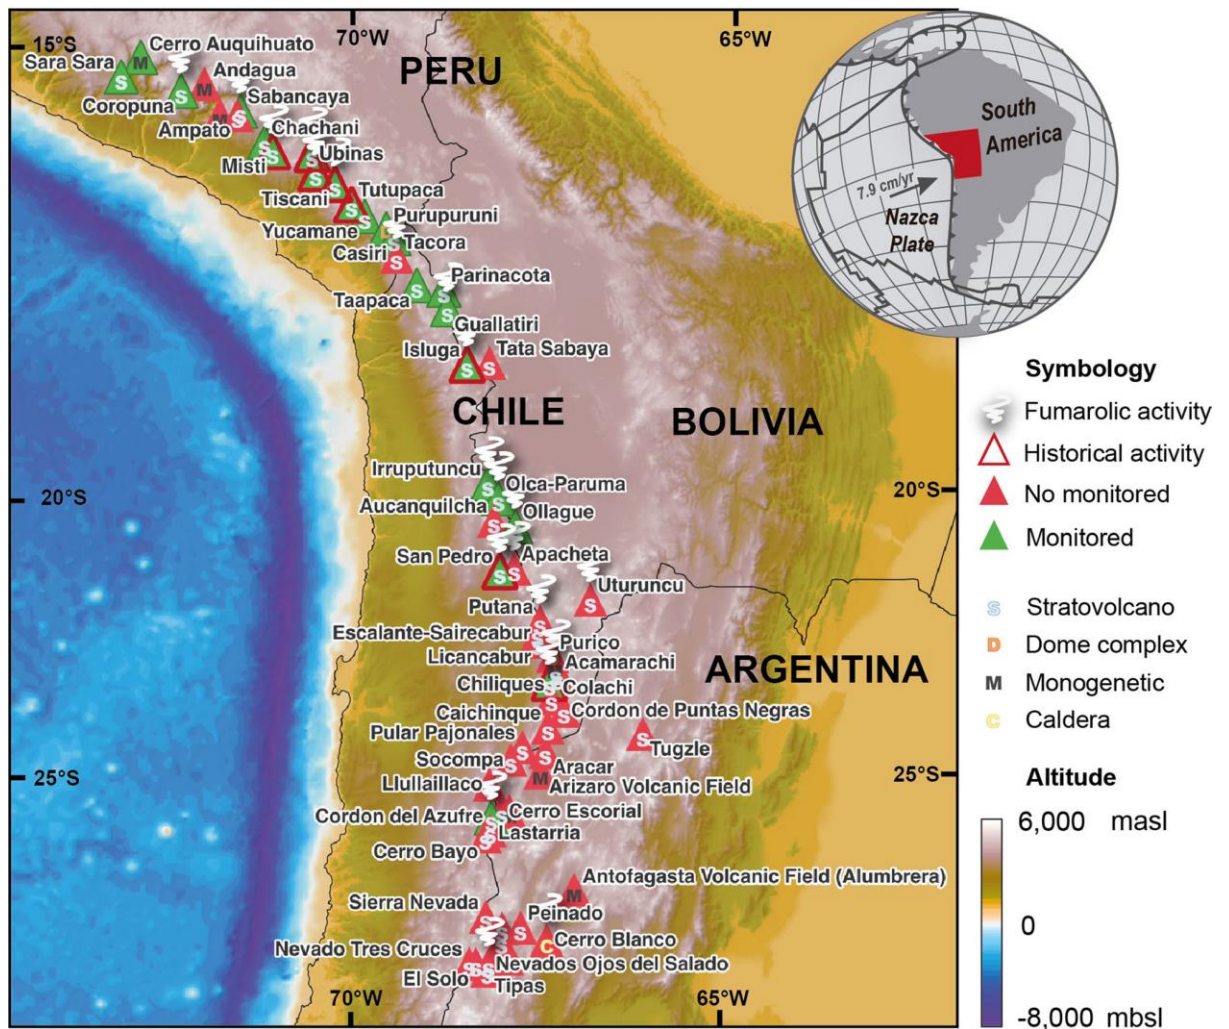 70°W
65°W
15°S
Cerro Auquihuato
Sara Sara
PERU
Andagua
Sabancaya
Coropuna
Ampato
Chachani
Misti
Ubinas
Tiscani
Tutupaca
Purupuruni
Yucamane
Tacora
Casiri
Parinacota
Taapaca
Guallatiri
Isluga
Tata Sabaya
CHILE
BOLIVIA
Irruputuncu
Olca-Paruma
20°S
20°S
Aucanquilcha
Ollague
San Pedro
Apacheta
Uturuncu
Putana
Escalante-Sairecabur
Purico
Licancabur
Acamarachi
ARGENTINA
Chiliques
Colachi
Caichinque
Cordon de Puntas Negras
Pular Pajonales
Tugzle
Socompa
Aracar
25°S
25°S
Llullaillaco
Arizaro Volcanic Field
Cordon del Azufre
Cerro Escorial
Lastarria
Cerro Bayo
Antofagasta Volcanic Field (Alumbrera)
Sierra Nevada
Peinado
Nevado Tres Cruces
Cerro Blanco
Nevados Ojos del Salado
El Solo
Tipas
70°W
65°W
South
America
7.9 cm/yr
Nazca
Plate
Symbology
Fumarolic activity
Historical activity
No monitored
Monitored
S Stratovolcano
D Dome complex
M Monogenetic
C Caldera
Altitude
6,000 masl
0
-8,000 mbsl